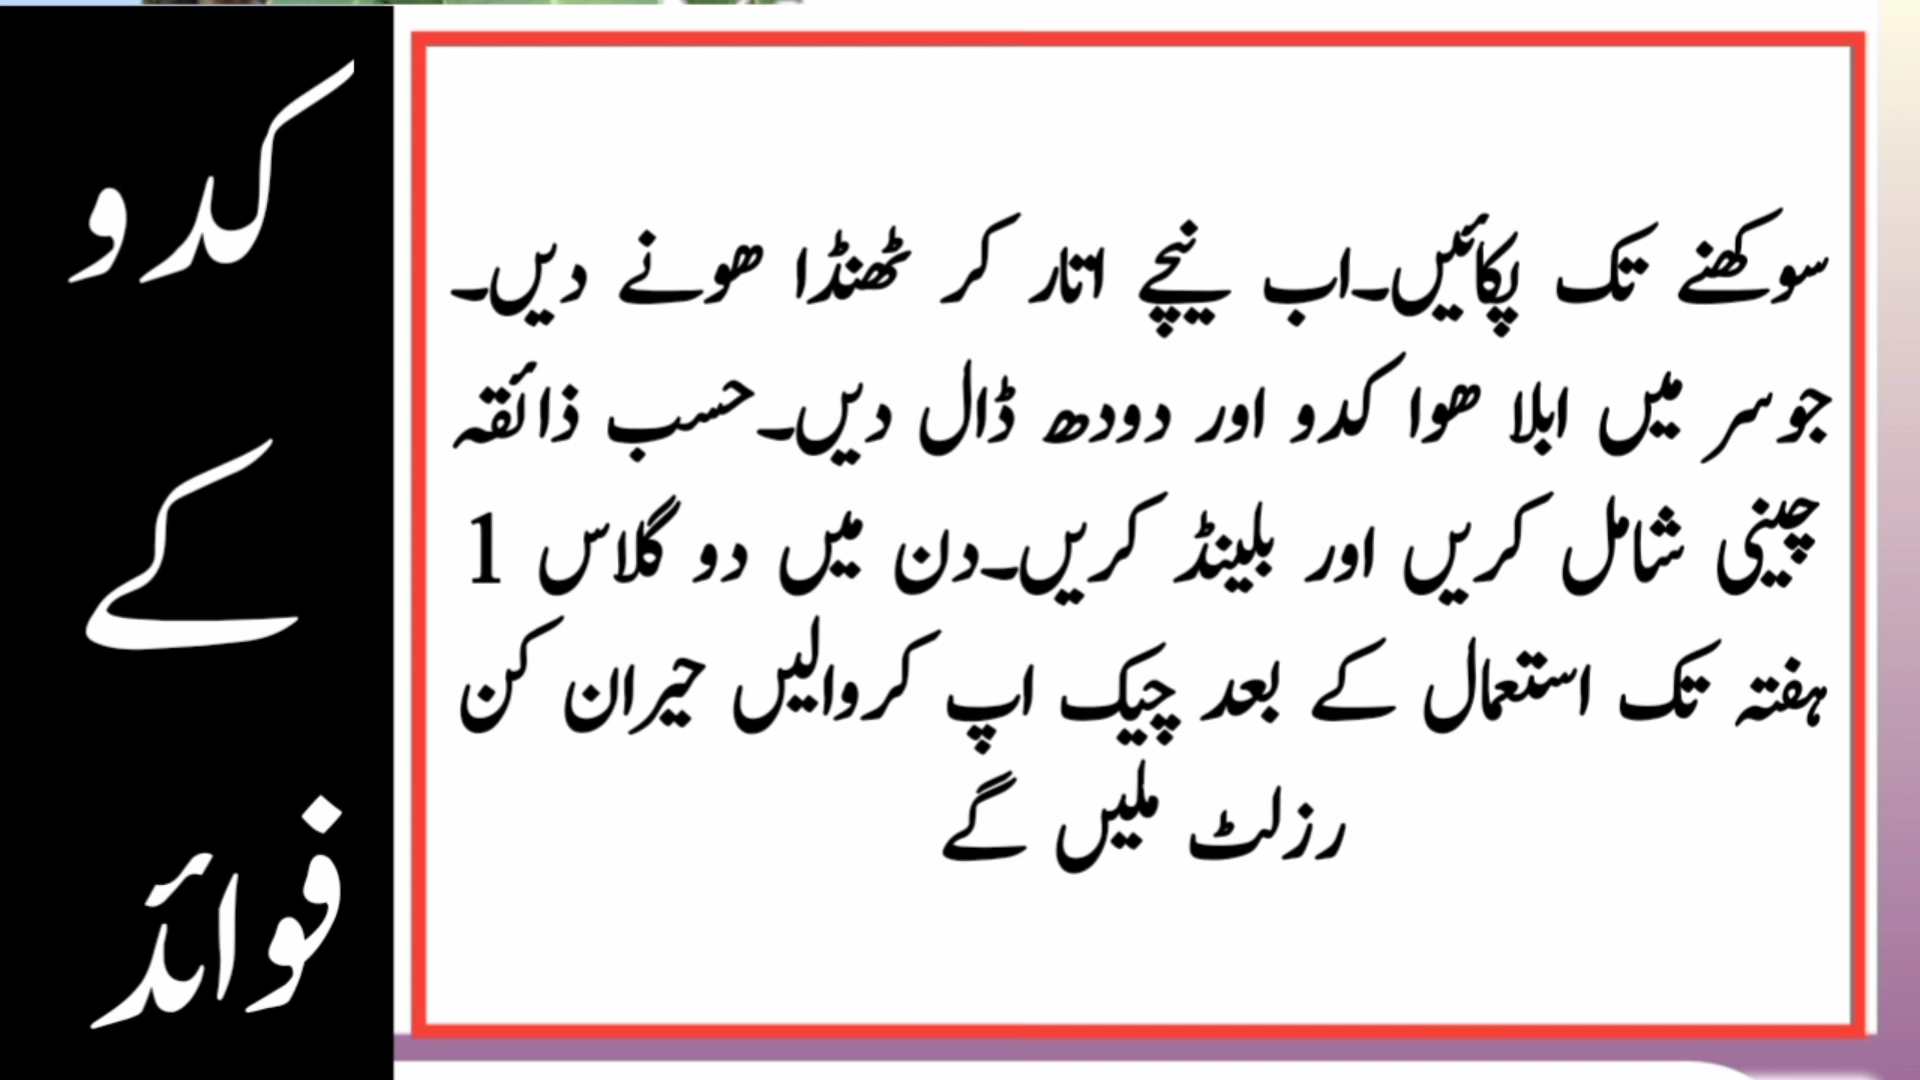 کدو
کے
فوائد
سوکھنے تک پکائیں۔اب نیچے اتار کر ٹھنڈا ھونے دیں۔
جوسر میں ابلا ھوا کدو اور دودھ ڈال دیں۔حسب ذائقہ
چینی شامل کریں اور بلینڈ کریں۔دن میں دو گلاس 1
ہفتہ تک استعمال کے بعد چیک اپ کروالیں حیران کن
رزلٹ ملیں گے